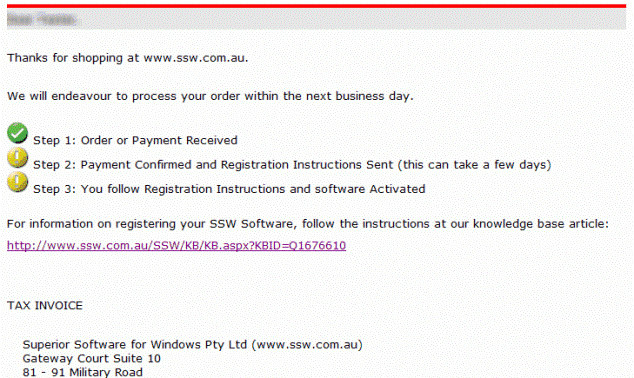 Thanks for shopping at www.ssw.com.au.
We will endeavour to process your order within the next business day.
Step 1: Order or Payment Received
Step 2: Payment Confirmed and Registration Instructions Sent (this can take a few days)
Step 3: You follow Registration Instructions and software Activated
For information on registering your SSW Software, follow the instructions at our knowledge base article:
http://www.ssw.com.au/SSW/KB/KB.aspx?KBID=Q1676610
TAX INVOICE
Superior Software for Windows Pty Ltd (www.ssw.com.au)
Gateway Court Suite 10
81 - 91 Military Road